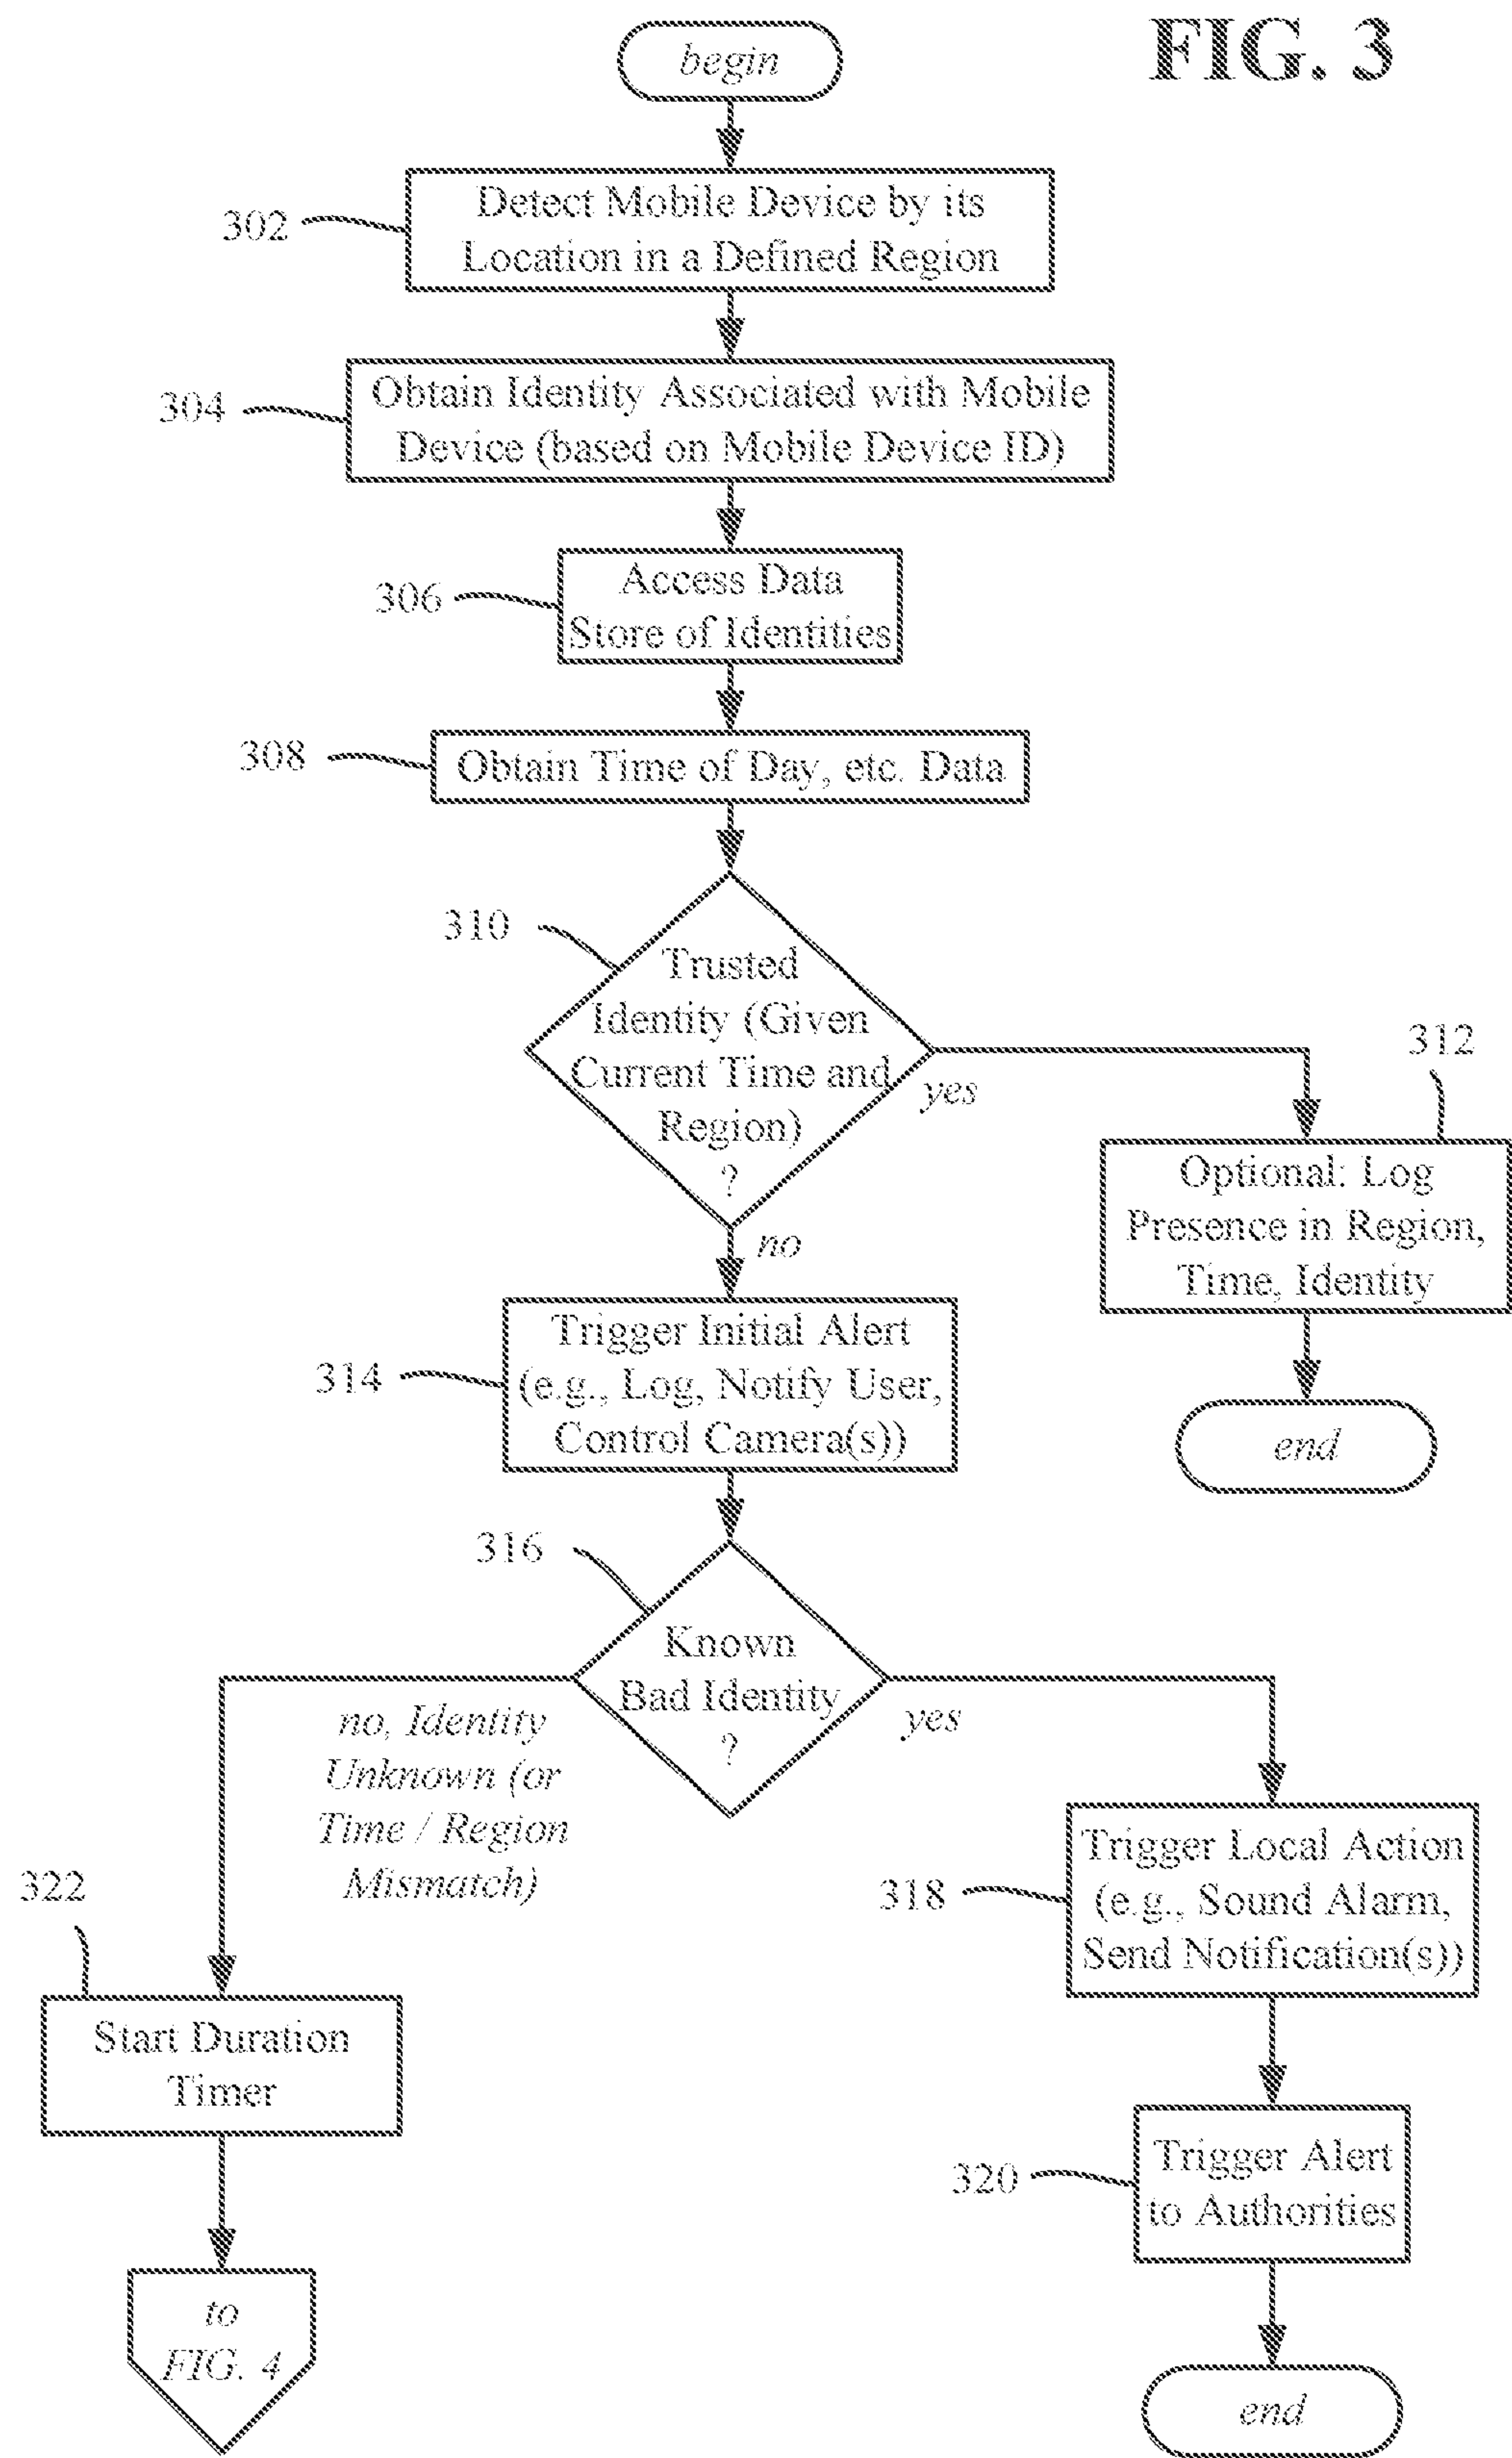 FIG. 3
begin
302
Detect Mobile Device by its
Location in a Defined Region
304
Obtain Identity Associated with Mobile
Device (based on Mobile Device ID)
306
Access Data
Store of Identities
308
Obtain Time of Day, etc. Data
310
Trusted
Identity (Given
Current Time and
Region)
?
yes
312
Optional: Log
Presence in Region,
Time, Identity
end
no
314
Trigger Initial Alert
(e.g., Log, Notify User,
Control Camera(s))
316
Known
Bad Identity
?
no, Identity
Unknown (or
Time / Region
Mismatch)
yes
318
Trigger Local Action
(e.g., Sound Alarm,
Send Notification(s))
322
Start Duration
Timer
320
Trigger Alert
to Authorities
to
FIG. 4
end